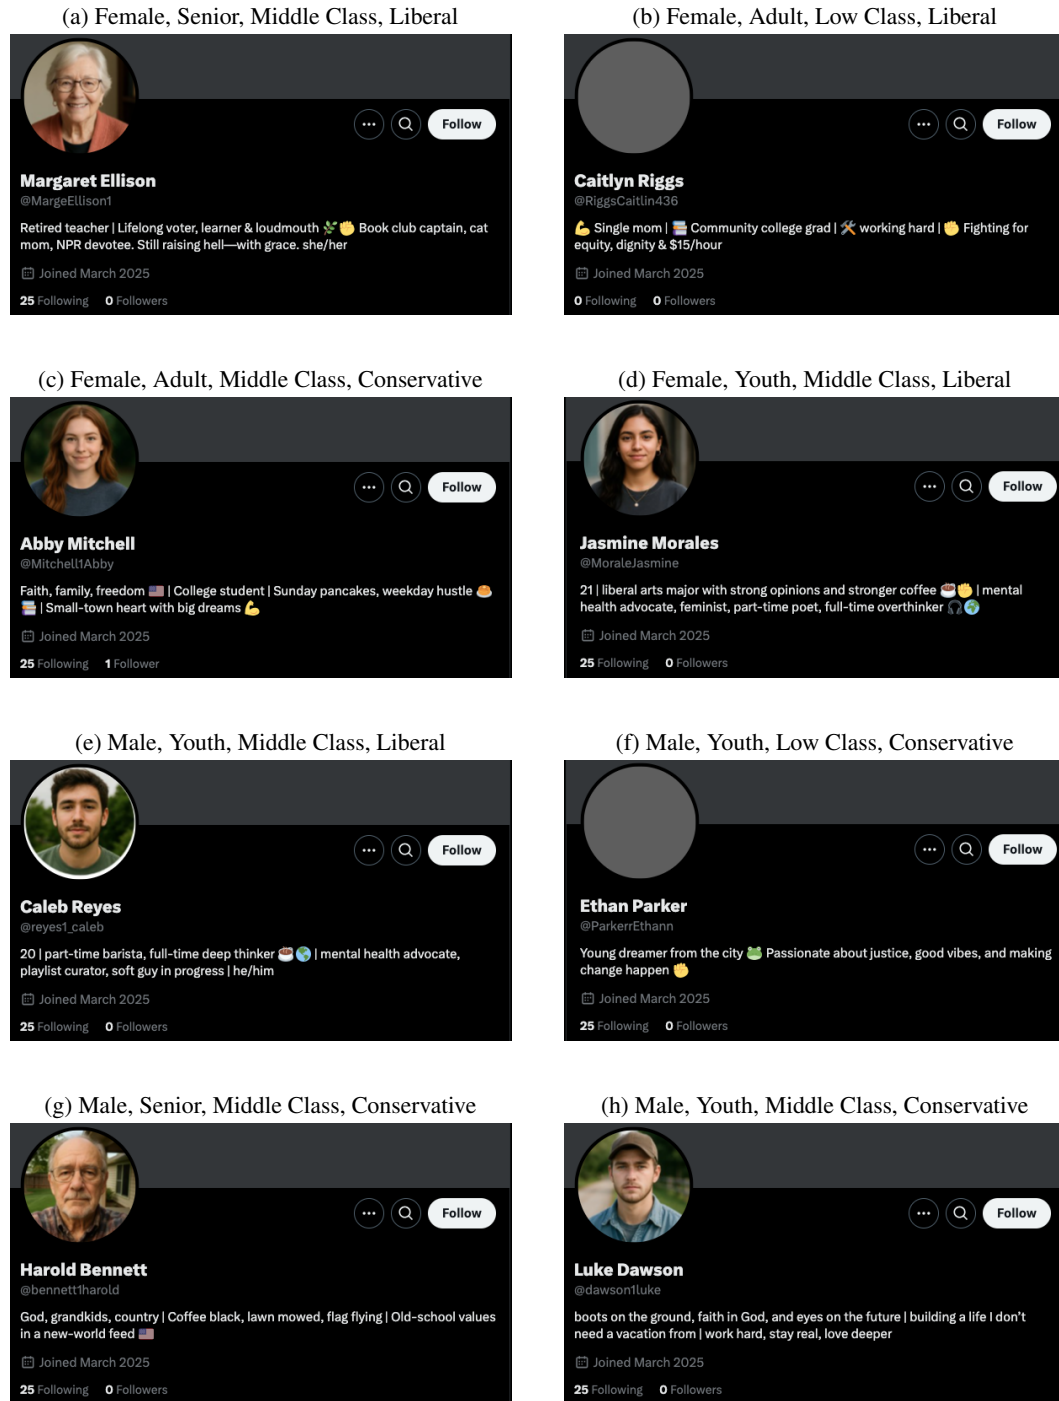 (a) Female, Senior, Middle Class, Liberal
Follow
Margaret Ellison
@MargeEllison1
Retired teacher | Lifelong voter, learner & loudmouth 🌿✊ Book club captain, cat
mom, NPR devotee. Still raising hell—with grace. she/her
Joined March 2025
25 Following 0 Followers
(b) Female, Adult, Low Class, Liberal
Follow
Caitlyn Riggs
@RiggsCaitlin436
💪 Single mom | 📚 Community college grad | 🛠️ working hard | ✊ Fighting for
equity, dignity & $15/hour
Joined March 2025
0 Following 0 Followers
(c) Female, Adult, Middle Class, Conservative
Follow
Abby Mitchell
@Mitchell1Abby
Faith, family, freedom 🇺🇸 | College student | Sunday pancakes, weekday hustle 🥞
📚 | Small-town heart with big dreams 💪
Joined March 2025
25 Following 1 Follower
(d) Female, Youth, Middle Class, Liberal
Follow
Jasmine Morales
@MoraleJasmine
21 | liberal arts major with strong opinions and stronger coffee ☕✊ | mental
health advocate, feminist, part-time poet, full-time overthinker 🎧🌍
Joined March 2025
25 Following 0 Followers
(e) Male, Youth, Middle Class, Liberal
Follow
Caleb Reyes
@reyes1_caleb
20 | part-time barista, full-time deep thinker ☕🌎 | mental health advocate,
playlist curator, soft guy in progress | he/him
Joined March 2025
25 Following 0 Followers
(f) Male, Youth, Low Class, Conservative
Follow
Ethan Parker
@ParkerrEthann
Young dreamer from the city 🐸 Passionate about justice, good vibes, and making
change happen ✊
Joined March 2025
25 Following 0 Followers
(g) Male, Senior, Middle Class, Conservative
Follow
Harold Bennett
@bennett1harold
God, grandkids, country | Coffee black, lawn mowed, flag flying | Old-school values
in a new-world feed 🇺🇸
Joined March 2025
25 Following 0 Followers
(h) Male, Youth, Middle Class, Conservative
Follow
Luke Dawson
@dawson1luke
boots on the ground, faith in God, and eyes on the future | building a life I don't
need a vacation from | work hard, stay real, love deeper
Joined March 2025
25 Following 0 Followers